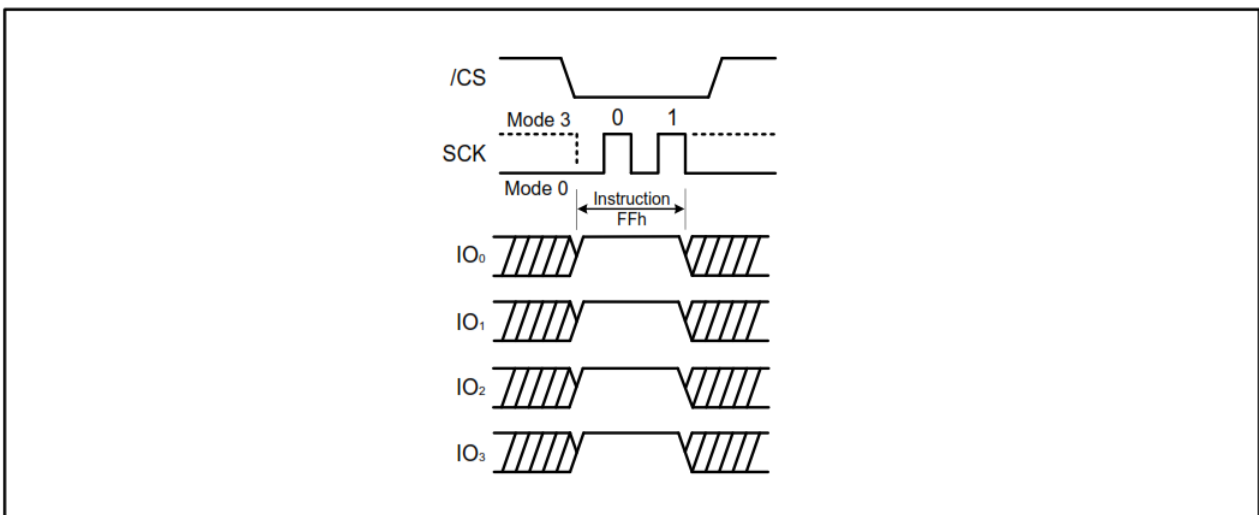 /CS
Mode 3 0 1
SCK
Mode 0
Instruction
FFh
IO₀
IO₁
IO₂
IO₃